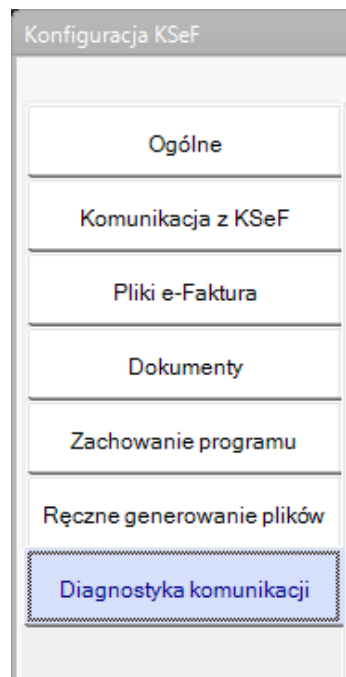 Konfiguracja KSeF
Ogólne
Komunikacja z KSeF
Pliki e-Faktura
Dokumenty
Zachowanie programu
Ręczne generowanie plików
Diagnostyka komunikacji